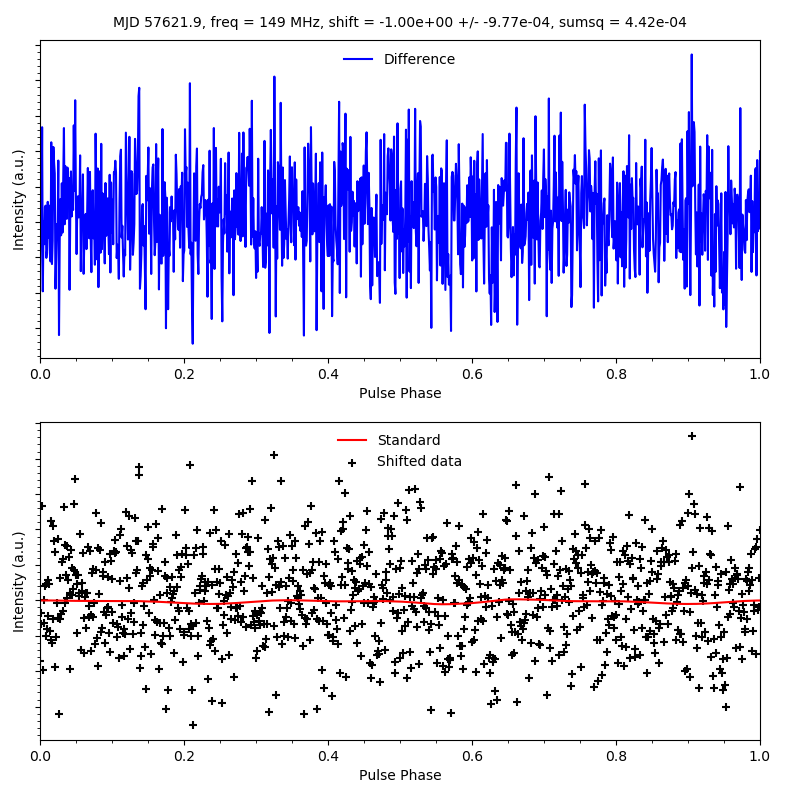 MJD 57621.9, freq = 149 MHz, shift = -1.00e+00 +/- -9.77e-04, sumsq = 4.42e-04
Difference
Intensity (a.u.)
0.0 0.2 0.4 0.6 0.8 1.0
Pulse Phase
Standard
Shifted data
Intensity (a.u.)
0.0 0.2 0.4 0.6 0.8 1.0
Pulse Phase